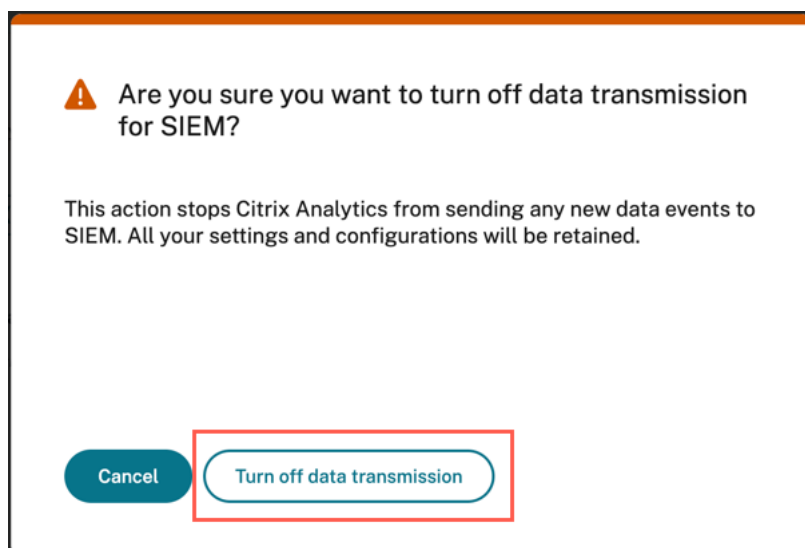 Are you sure you want to turn off data transmission
for SIEM?
This action stops Citrix Analytics from sending any new data events to
SIEM. All your settings and configurations will be retained.
Cancel
Turn off data transmission